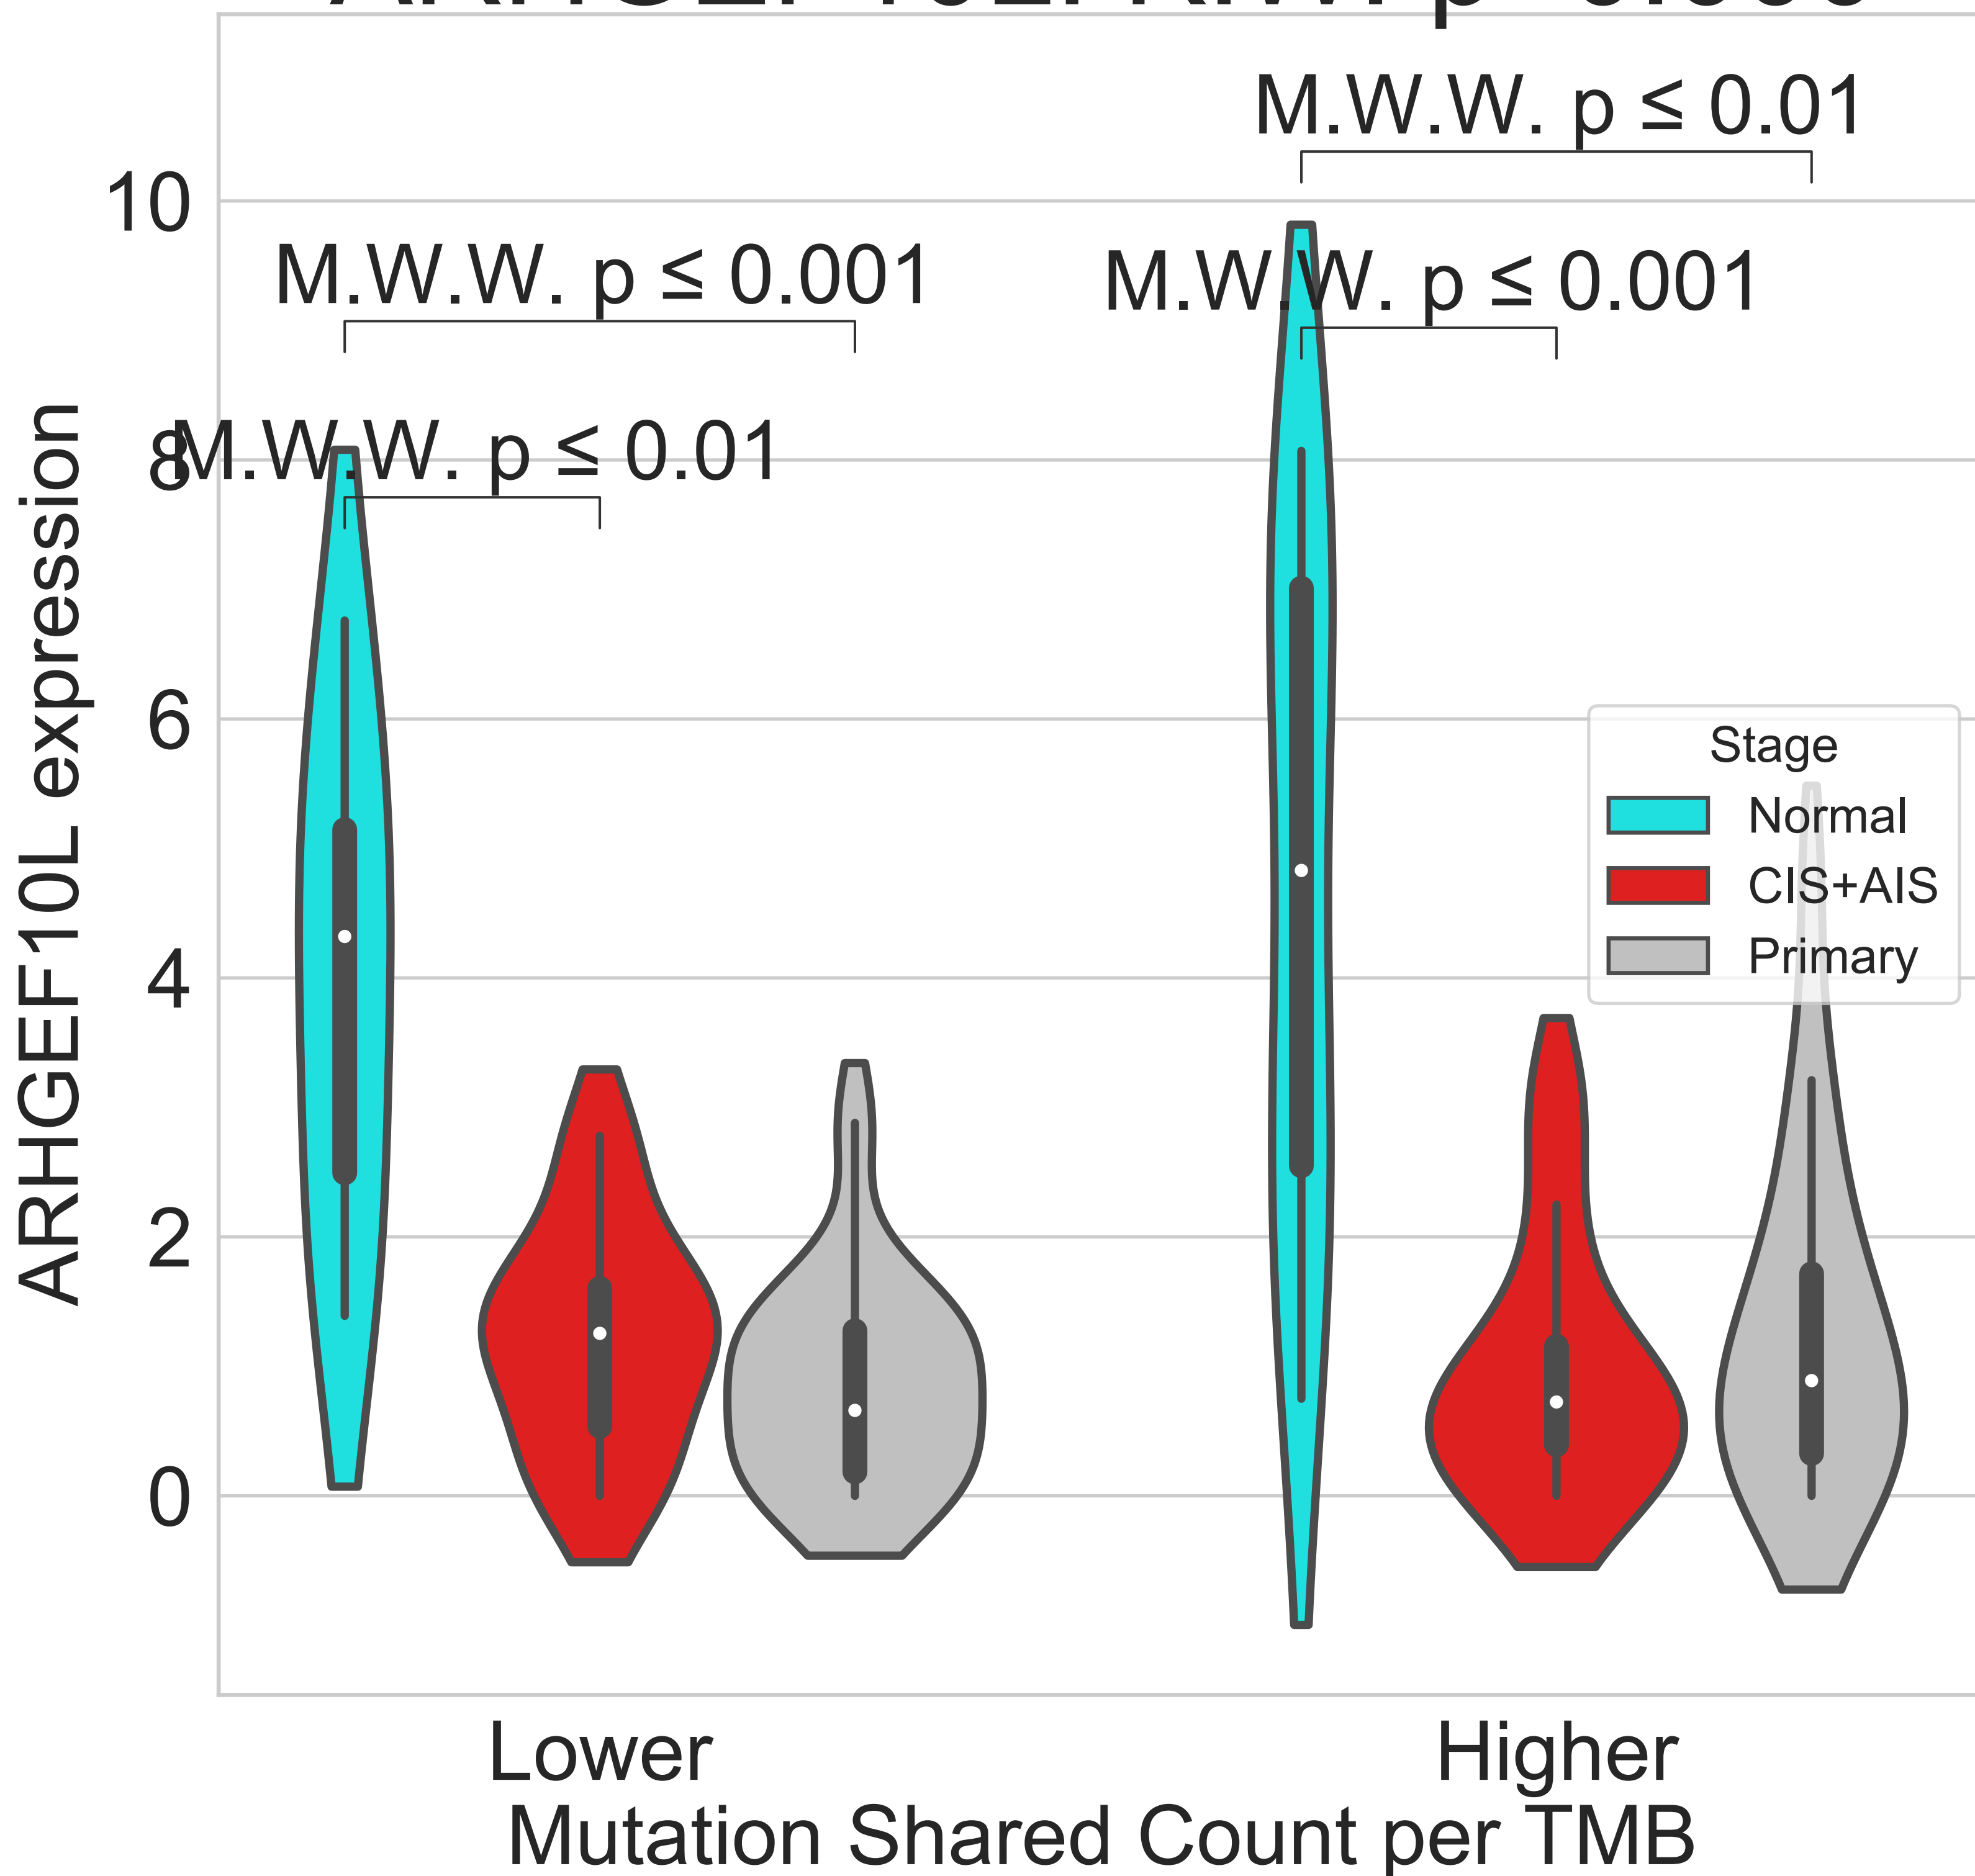 M.W.W. p ≤ 0.01
10
M.W.W. p ≤ 0.001
M.W.W. p ≤ 0.001
M.W.W. p ≤ 0.01
8
6
4
2
0
ARHGEF10L expression
Stage
Normal
CIS+AIS
Primary
Lower
Higher
Mutation Shared Count per TMB